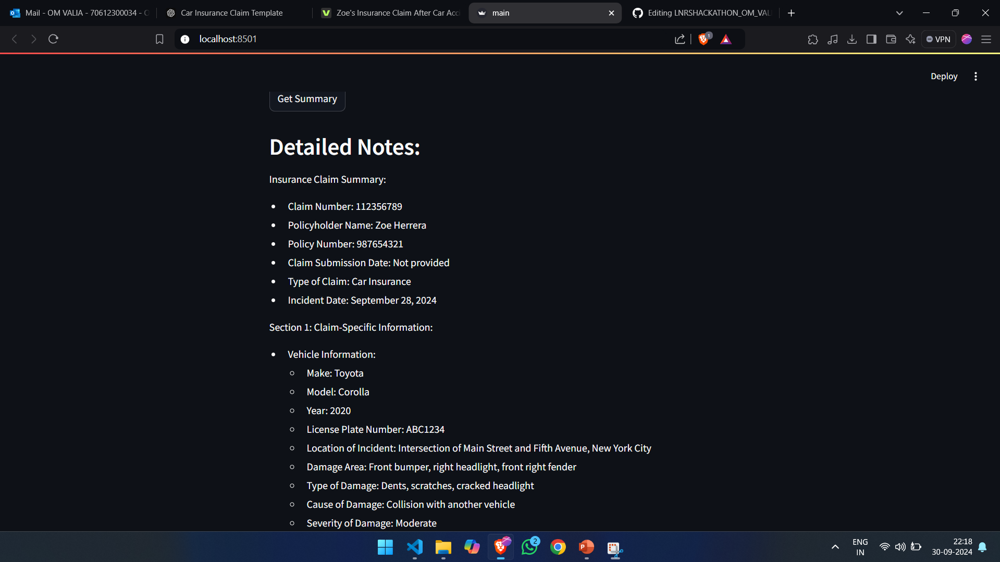 Mail - OM VALIA - 70612300034 - O
Car Insurance Claim Template
Zoe's Insurance Claim After Car Acci
main
Editing LNRSHACKATHON_OM_VAL
localhost:8501
1
VPN
Deploy
Get Summary
Detailed Notes:
Insurance Claim Summary:
• Claim Number: 112356789
• Policyholder Name: Zoe Herrera
• Policy Number: 987654321
• Claim Submission Date: Not provided
• Type of Claim: Car Insurance
• Incident Date: September 28, 2024
Section 1: Claim-Specific Information:
• Vehicle Information:
◦ Make: Toyota
◦ Model: Corolla
◦ Year: 2020
◦ License Plate Number: ABC1234
◦ Location of Incident: Intersection of Main Street and Fifth Avenue, New York City
◦ Damage Area: Front bumper, right headlight, front right fender
◦ Type of Damage: Dents, scratches, cracked headlight
◦ Cause of Damage: Collision with another vehicle
◦ Severity of Damage: Moderate
2
ENG
IN
22:18
30-09-2024